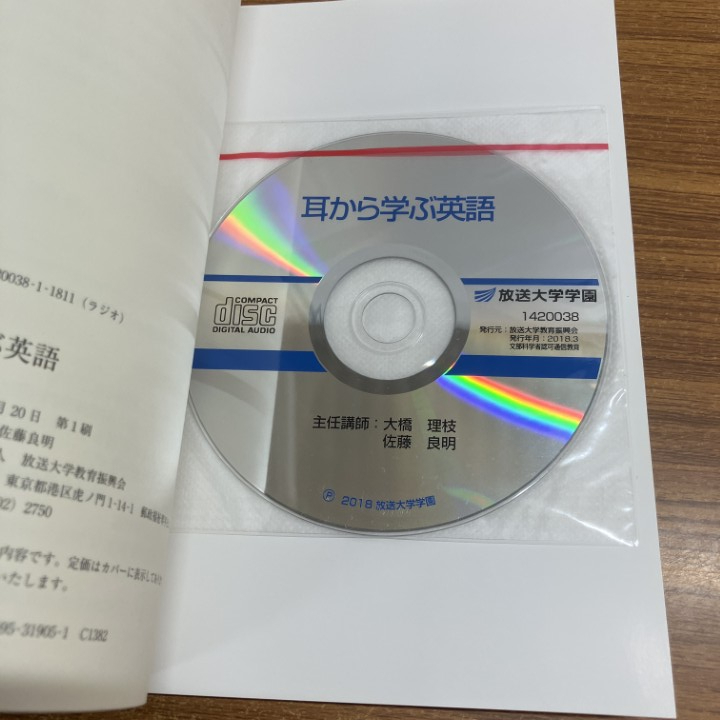 20038-1-1811（ラジオ）
英語
月20日 第1刷
佐藤良明
人 放送大学教育振興会
東京都港区虎ノ門1-14-1
2750
内容です。定価はカバーに表示して
いたします。
95-31905-1 C1382
耳から学ぶ英語
COMPACT
disc
DIGITAL AUDIO
放送大学学園
1420038
発行元：放送大学教育振興会
発行年月：2018.3
文部科学省認可通信教育
主任講師：大橋 理枝
佐藤 良明
Ⓟ 2018 放送大学学園